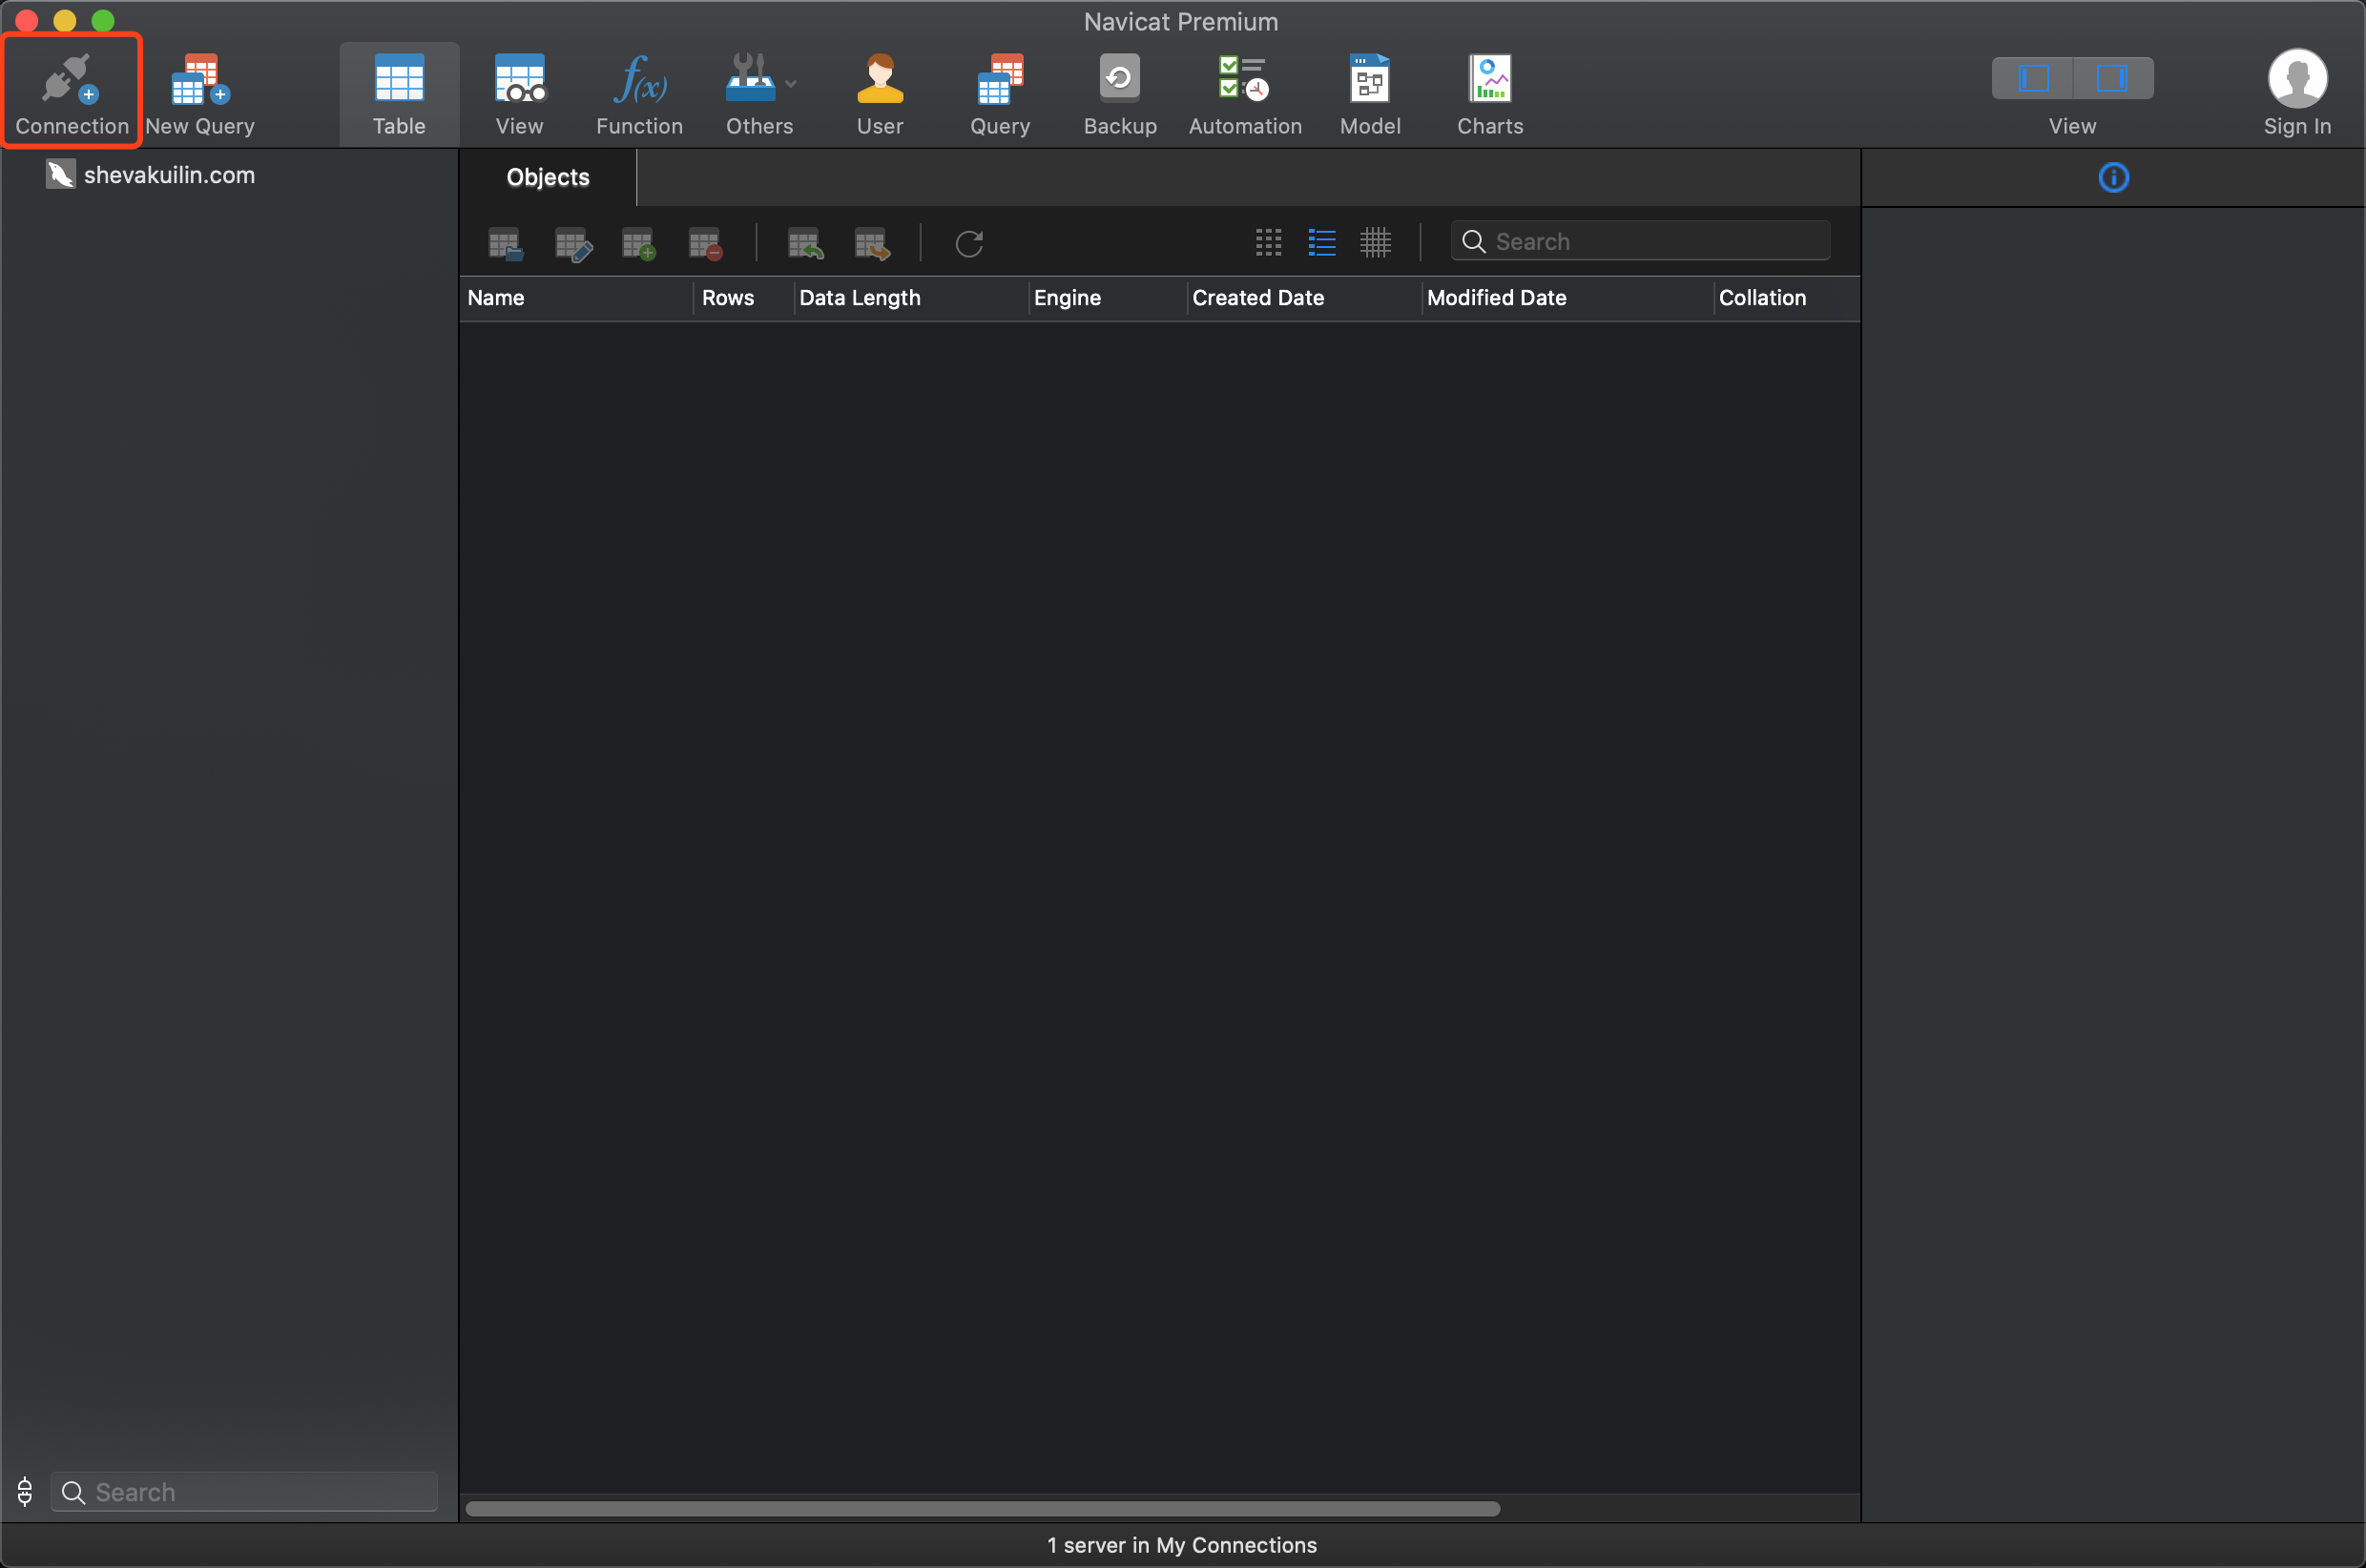 Navicat Premium
Connection New Query Table View Function Others User Query Backup Automation Model Charts View Sign In
shevakuilin.com
Objects
Search
Name Rows Data Length Engine Created Date Modified Date Collation
Search
1 server in My Connections